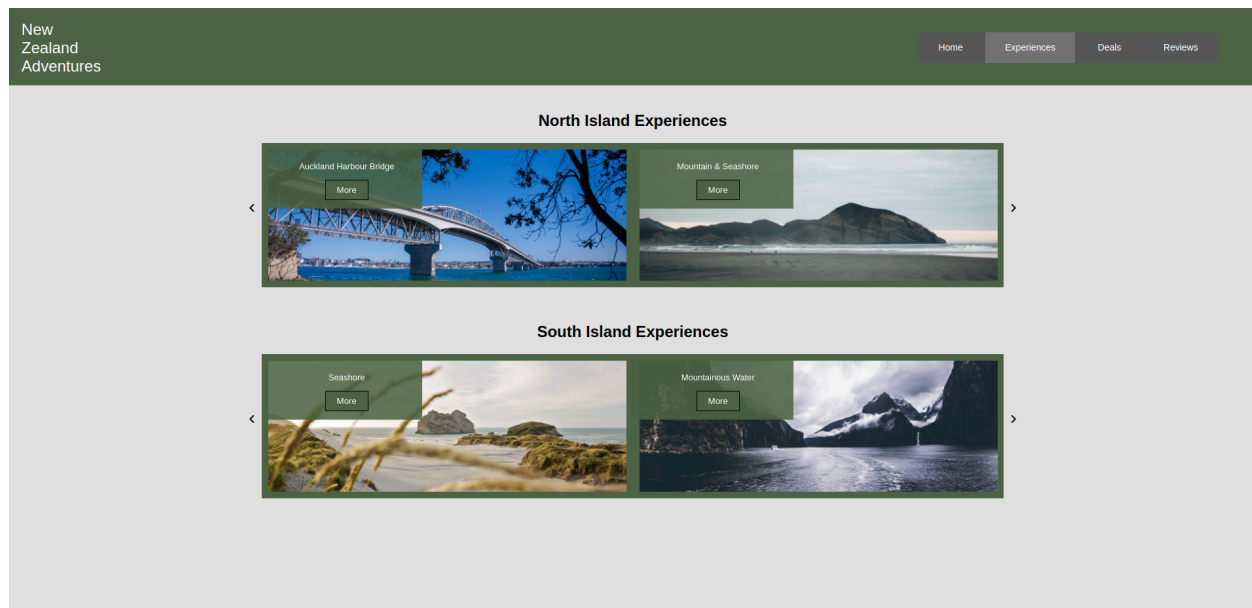 New
Zealand
Adventures
Home
Experiences
Deals
Reviews
North Island Experiences
Auckland Harbour Bridge
More
Mountain & Seashore
More
‹
›
South Island Experiences
Seashore
More
Mountainous Water
More
‹
›